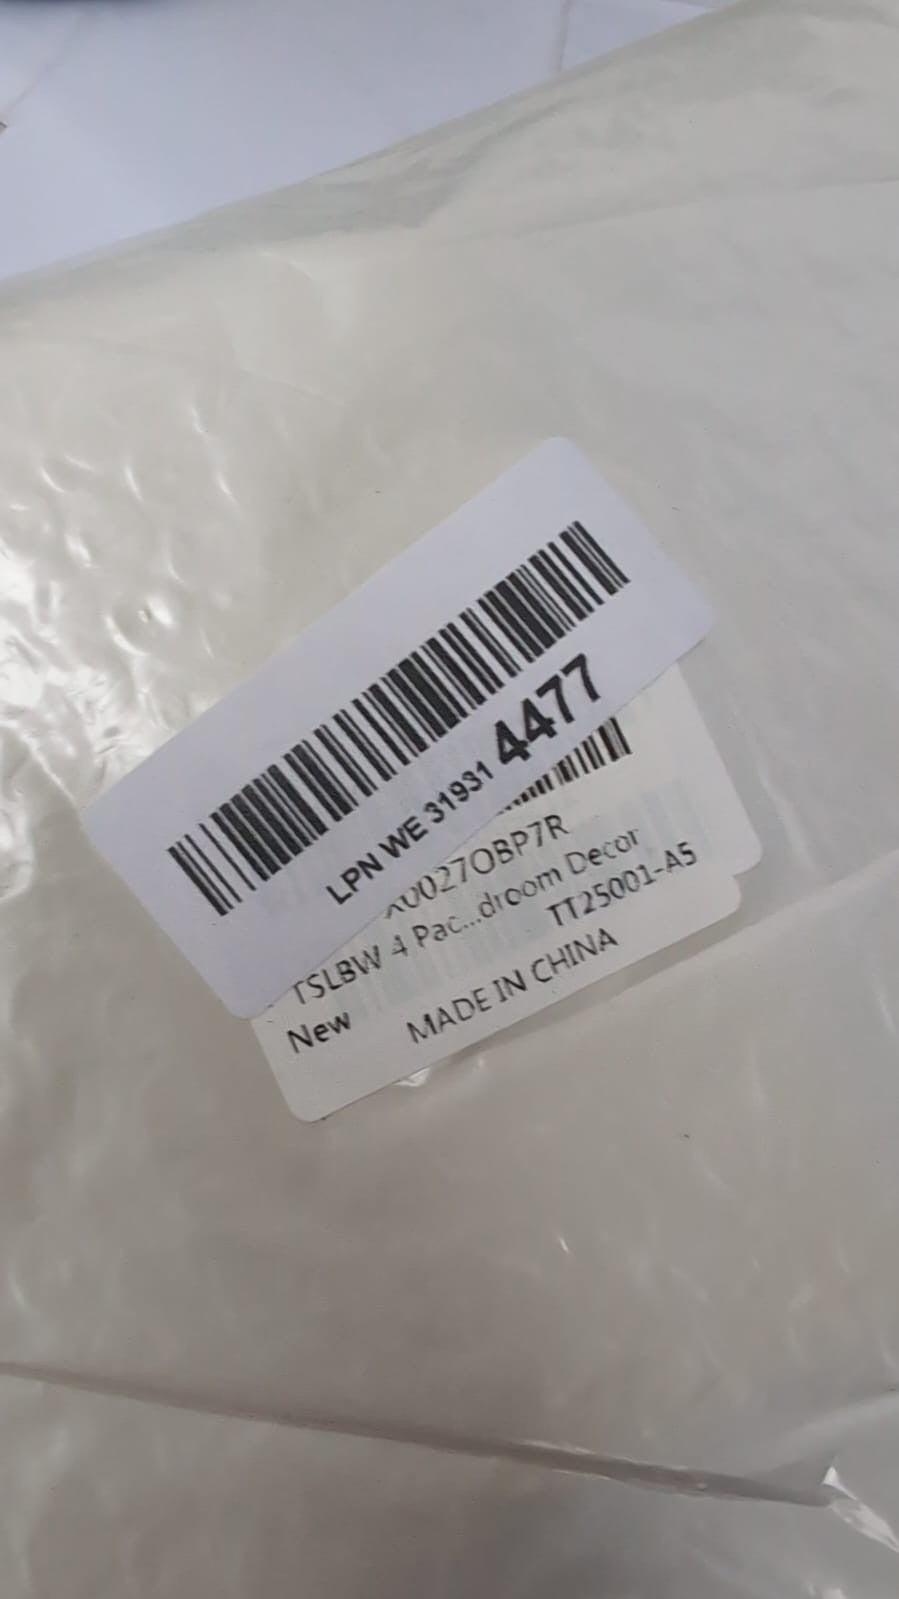 LPN WE 31931 4477
X0027OBP7R
TSLBW 4 Pac...droom Decor
TT25001-A5
New
MADE IN CHINA